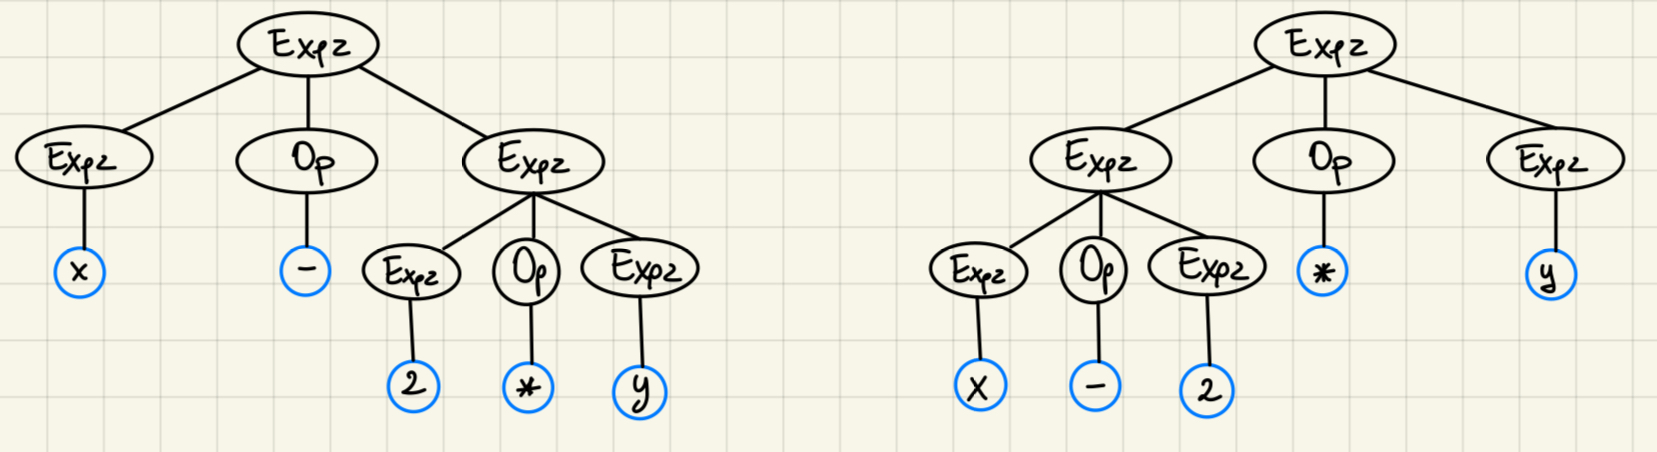 Expr Expr
Expr Op Expr Expr Op Expr
x - Expr Op Expr Expr Op Expr * y
2 * y x - 2